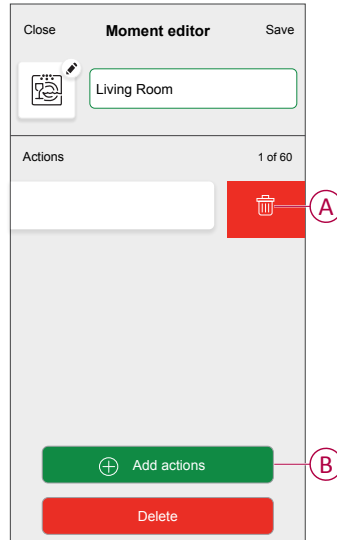 Close Moment editor Save
Living Room
Actions 1 of 60
A
Add actions B
Delete